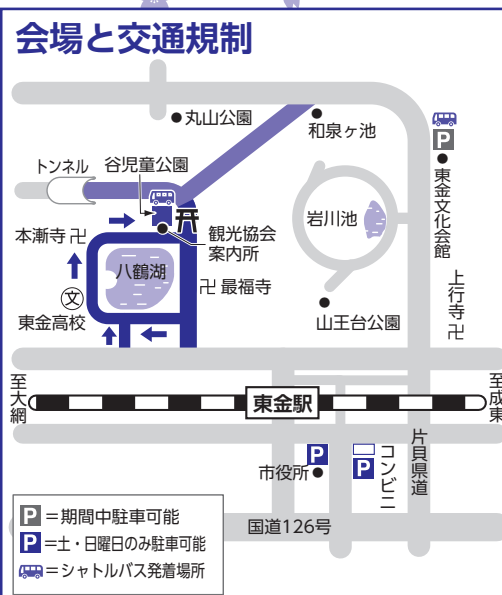 会場と交通規制
丸山公園
和泉ヶ池
P
トンネル
谷児童公園
東金文化会館
岩川池
本漸寺 卍
観光協会
案内所
八鶴湖
卍 最福寺
上行寺 卍
文
東金高校
山王台公園
至大網
東金駅
至成東
P
市役所
P
コンビニ
片貝県道
国道126号
P＝期間中駐車可能
P＝土・日曜日のみ駐車可能
＝シャトルバス発着場所